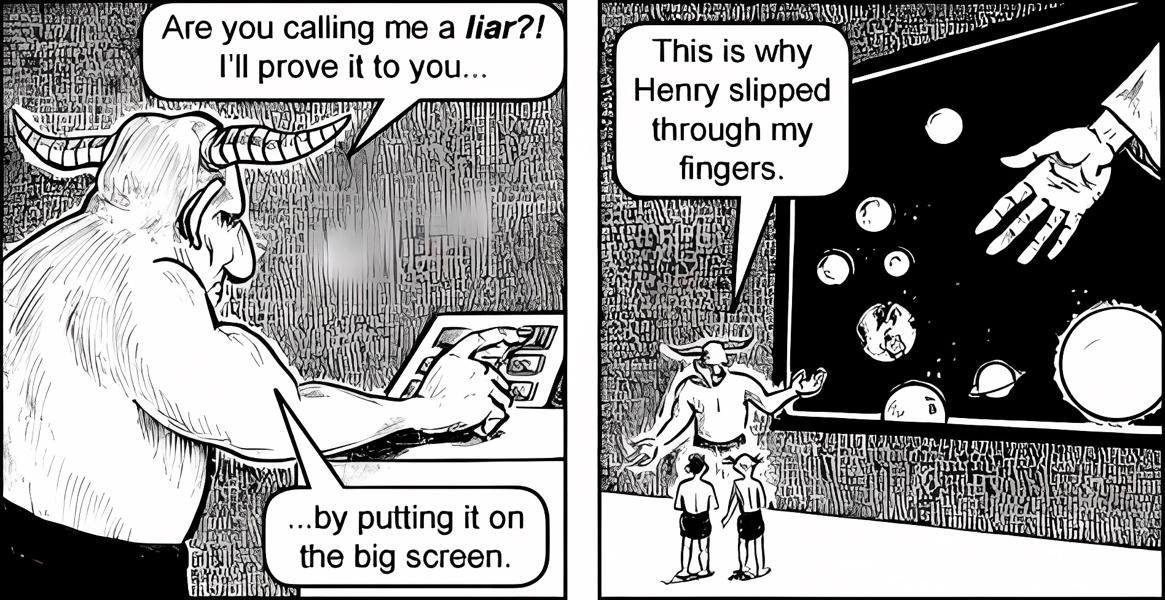 Are you calling me a liar?!
I'll prove it to you...
...by putting it on
the big screen.
This is why
Henry slipped
through my
fingers.